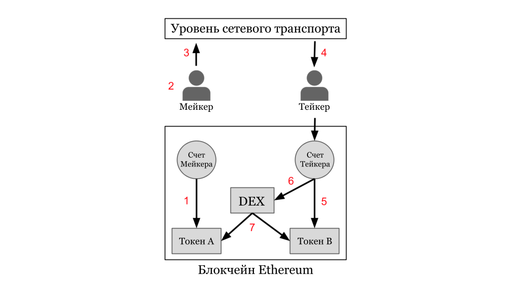 Уровень сетевого транспорта
3
4
2
Мейкер
Тейкер
Счет
Мейкера
Счет
Тейкера
6
1
DEX
5
7
Токен A
Токен B
Блокчейн Ethereum